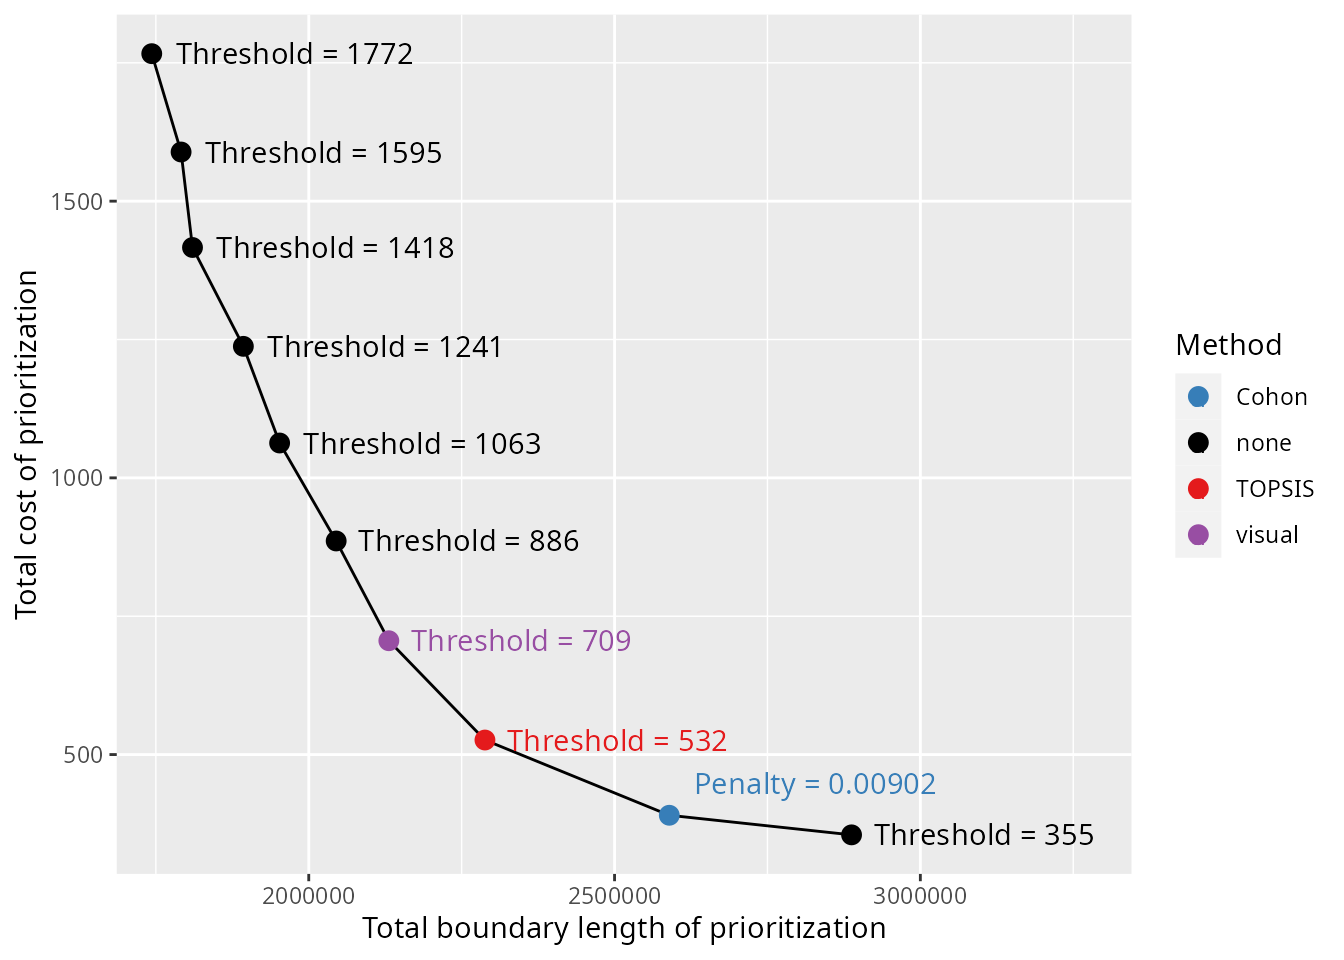 Threshold = 1772
Threshold = 1595
1500
Threshold = 1418
Threshold = 1241
Threshold = 1063
1000
Threshold = 886
Threshold = 709
Threshold = 532
500
Penalty = 0.00902
Threshold = 355
2000000
2500000
3000000
Total boundary length of prioritization
Total cost of prioritization
Method
Cohon
none
TOPSIS
visual